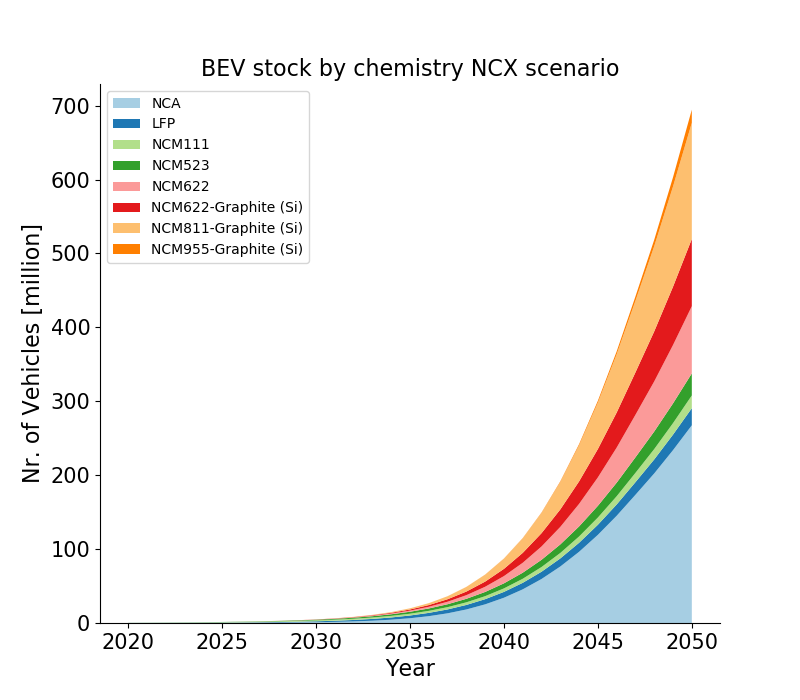 BEV stock by chemistry NCX scenario
NCA
LFP
NCM111
NCM523
NCM622
NCM622-Graphite (Si)
NCM811-Graphite (Si)
NCM955-Graphite (Si)
Nr. of Vehicles [million]
700
600
500
400
300
200
100
0
2020 2025 2030 2035 2040 2045 2050
Year